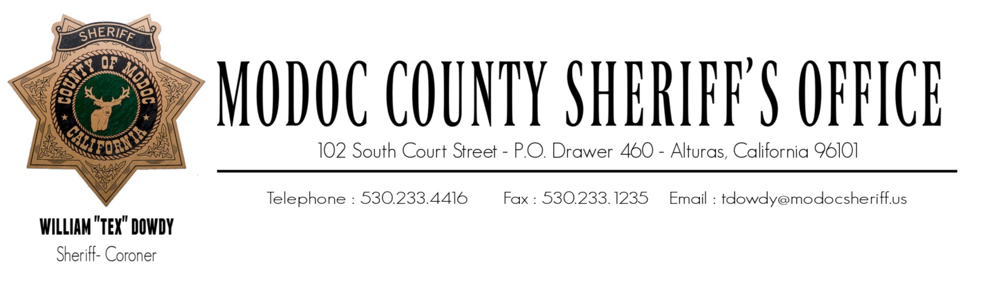 SHERIFF
COUNTY OF MODOC
CALIFORNIA
MODOC COUNTY SHERIFF'S OFFICE
102 South Court Street - P.O. Drawer 460 - Alturas, California 96101
Telephone : 530.233.4416 Fax : 530.233.1235 Email : tdowdy@modocsheriff.us
WILLIAM "TEX" DOWDY
Sheriff- Coroner